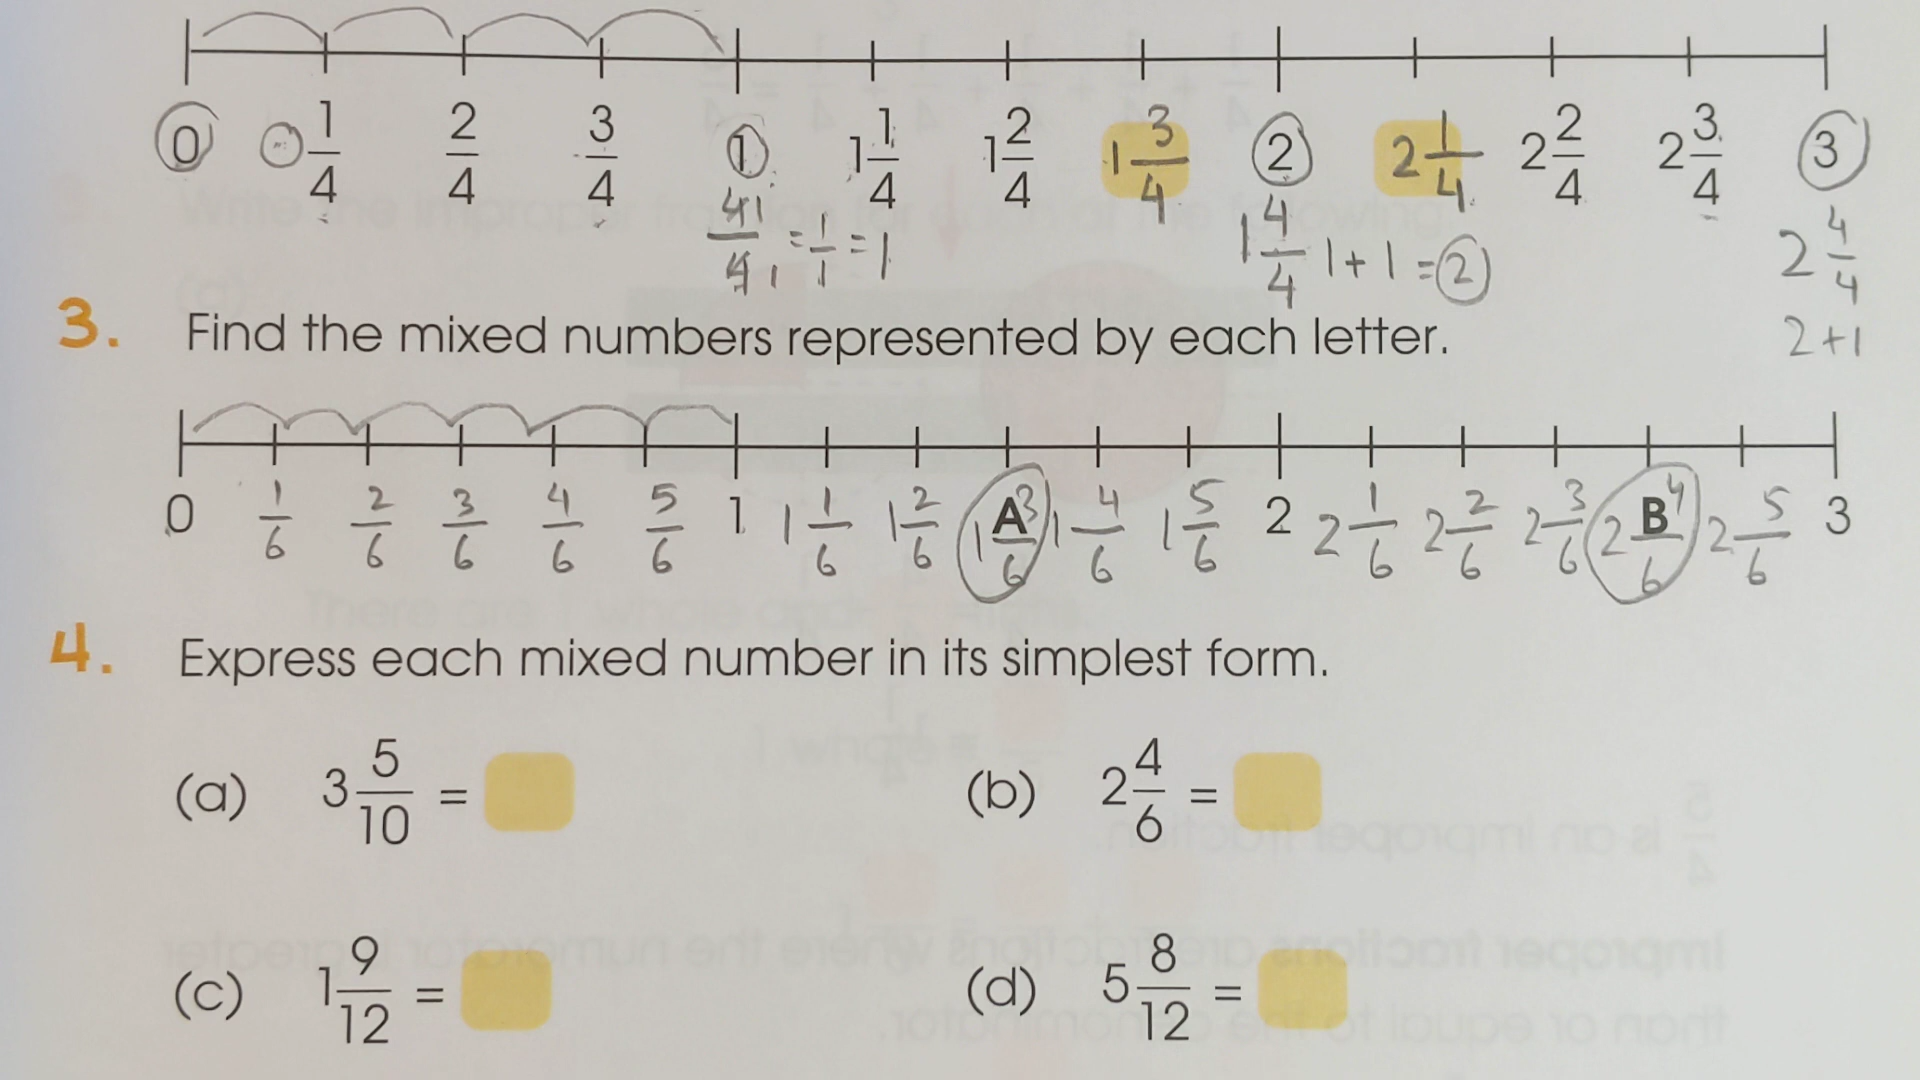 0 0 1/4 2/4 3/4 1 1 1/4 1 2/4 1 3/4 2 2 1/4 2 2/4 2 3/4 3
4/4 1/1 = 1/1 = 1 1 4/4 1 + 1 = 2 2 4/4
2 + 1
3. Find the mixed numbers represented by each letter.
0 1/6 2/6 3/6 4/6 5/6 1 1 1/6 1 2/6 A 1 3/6 1 4/6 1 5/6 2 2 1/6 2 2/6 2 3/6 B 2 4/6 2 5/6 3
4. Express each mixed number in its simplest form.
(a) 3 5/10 = (b) 2 4/6 =
(c) 1 9/12 = (d) 5 8/12 =